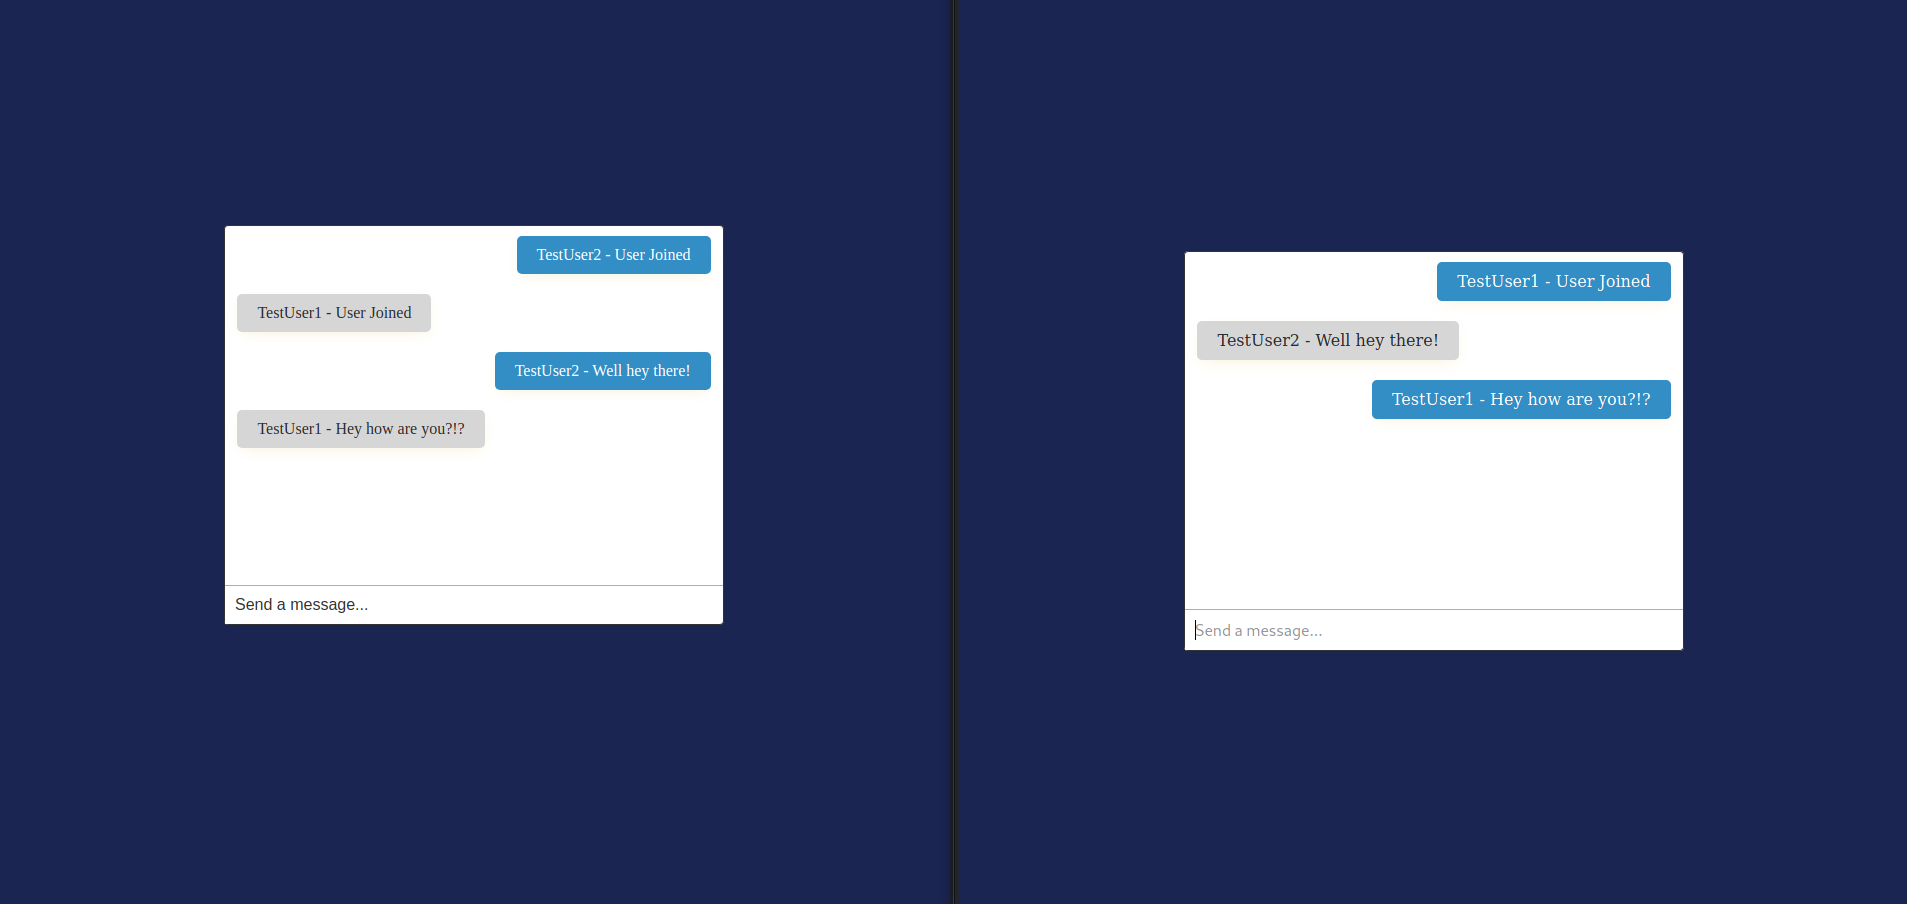 TestUser2 - User Joined
TestUser1 - User Joined
TestUser2 - Well hey there!
TestUser1 - Hey how are you?!?
Send a message...
TestUser1 - User Joined
TestUser2 - Well hey there!
TestUser1 - Hey how are you?!?
Send a message...